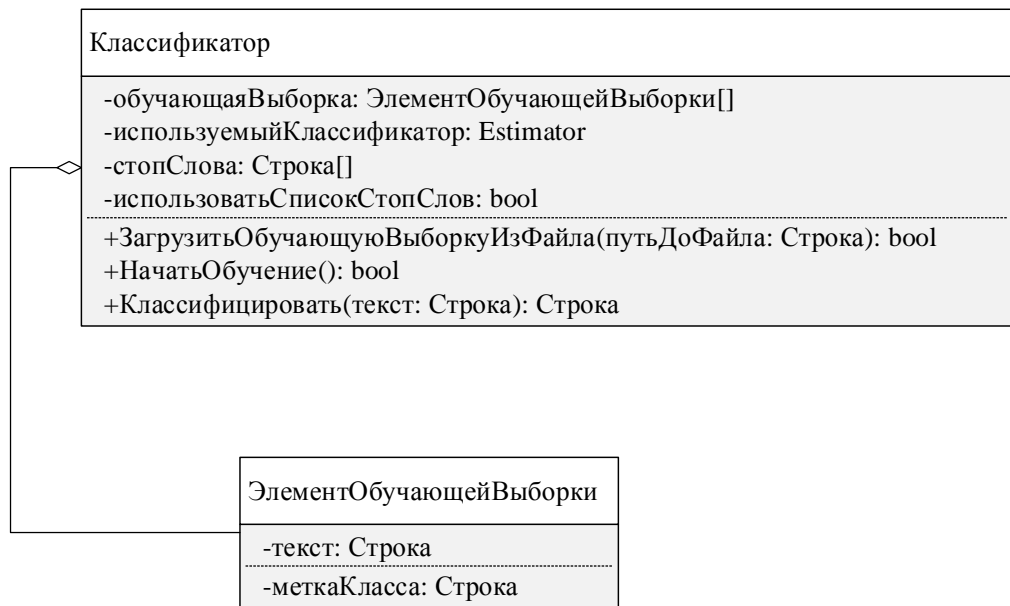 Классификатор
-обучающаяВыборка: ЭлементОбучающейВыборки[]
-используемыйКлассификатор: Estimator
-стопСлова: Строка[]
-использоватьСписокСтопСлов: bool
+ЗагрузитьОбучающуюВыборкуИзФайла(путьДоФайла: Строка): bool
+НачатьОбучение(): bool
+Классифицировать(текст: Строка): Строка
ЭлементОбучающейВыборки
-текст: Строка
-меткаКласса: Строка